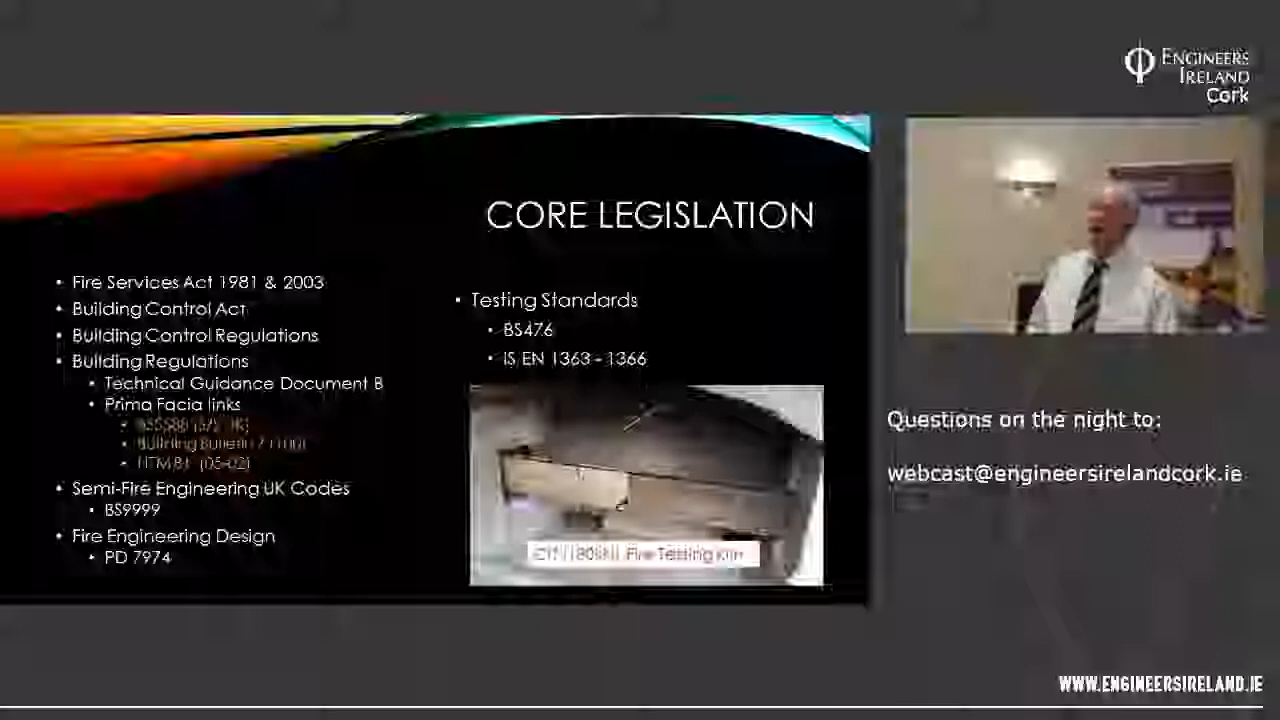 ENGINEERS
IRELAND
Cork
CORE LEGISLATION
• Fire Services Act 1981 & 2003
• Building Control Act
• Building Control Regulations
• Building Regulations
• Technical Guidance Document B
• Prima Facia links
• Semi-Fire Engineering UK Codes
• BS9999
• Fire Engineering Design
• PD 7974
• Testing Standards
• BS476
• IS EN 1363 - 1366
Fire Testing
Questions on the night to:
webcast@engineersirelandcork.ie
WWW.ENGINEERSIRELAND.IE